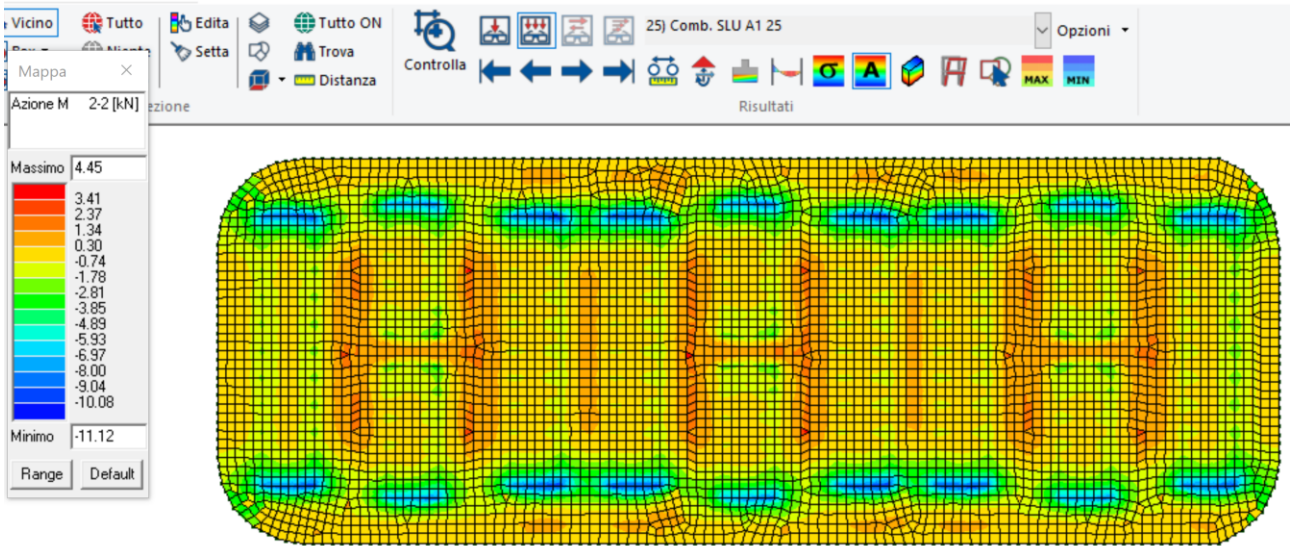 Vicino
Tutto
Edita
Tutto ON
Setta
Trova
Distanza
ezione
Controlla
25) Comb. SLU A1 25
Opzioni
σ
A
MAX
MIN
Risultati
Mappa
Azione M 2-2 [kN]
Massimo 4.45
3.41
2.37
1.34
0.30
-0.74
-1.78
-2.81
-3.85
-4.89
-5.93
-6.97
-8.00
-9.04
-10.08
Minimo -11.12
Range Default